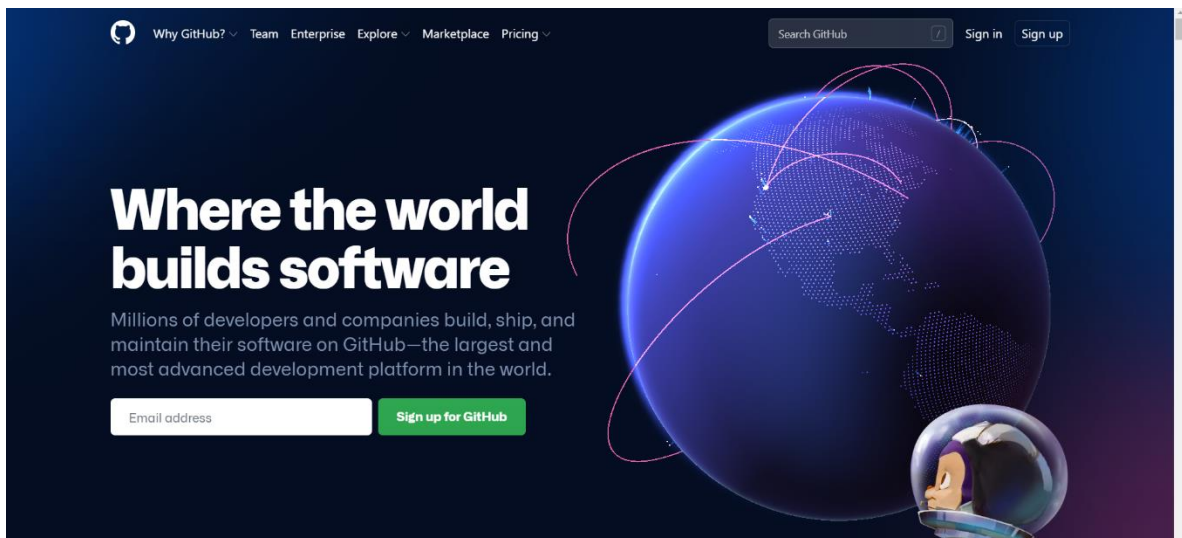 Why GitHub? Team Enterprise Explore Marketplace Pricing Search GitHub / Sign in Sign up
Where the world
builds software
Millions of developers and companies build, ship, and
maintain their software on GitHub—the largest and
most advanced development platform in the world.
Email address Sign up for GitHub